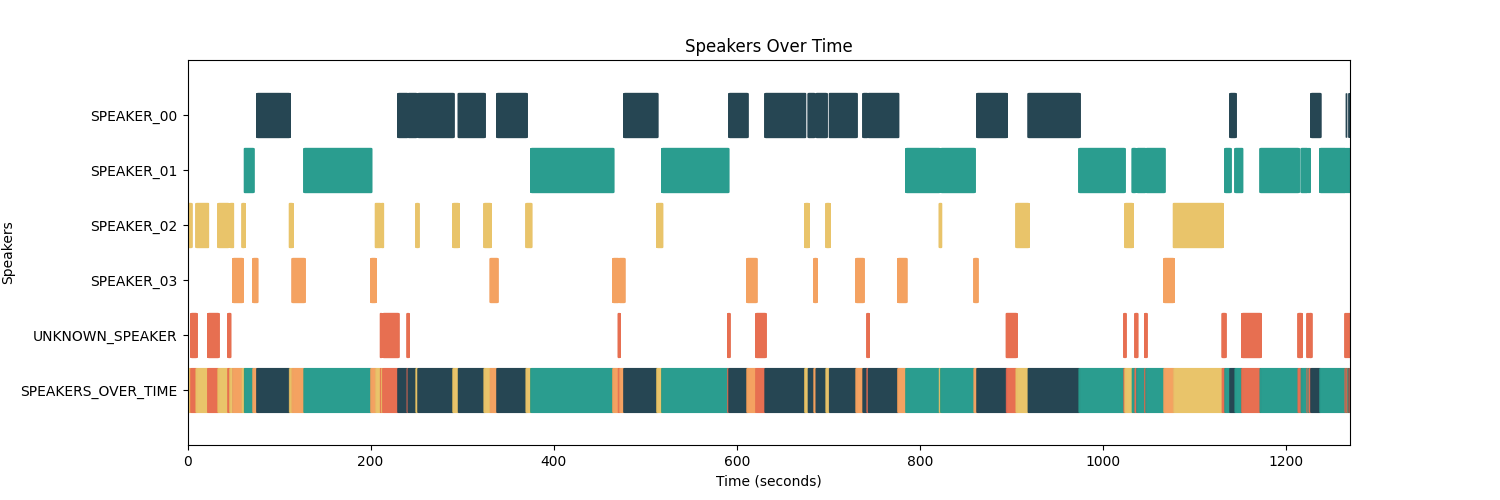 Speakers Over Time
SPEAKER_00
SPEAKER_01
SPEAKER_02
SPEAKER_03
UNKNOWN_SPEAKER
SPEAKERS_OVER_TIME
Speakers
0 200 400 600 800 1000 1200
Time (seconds)